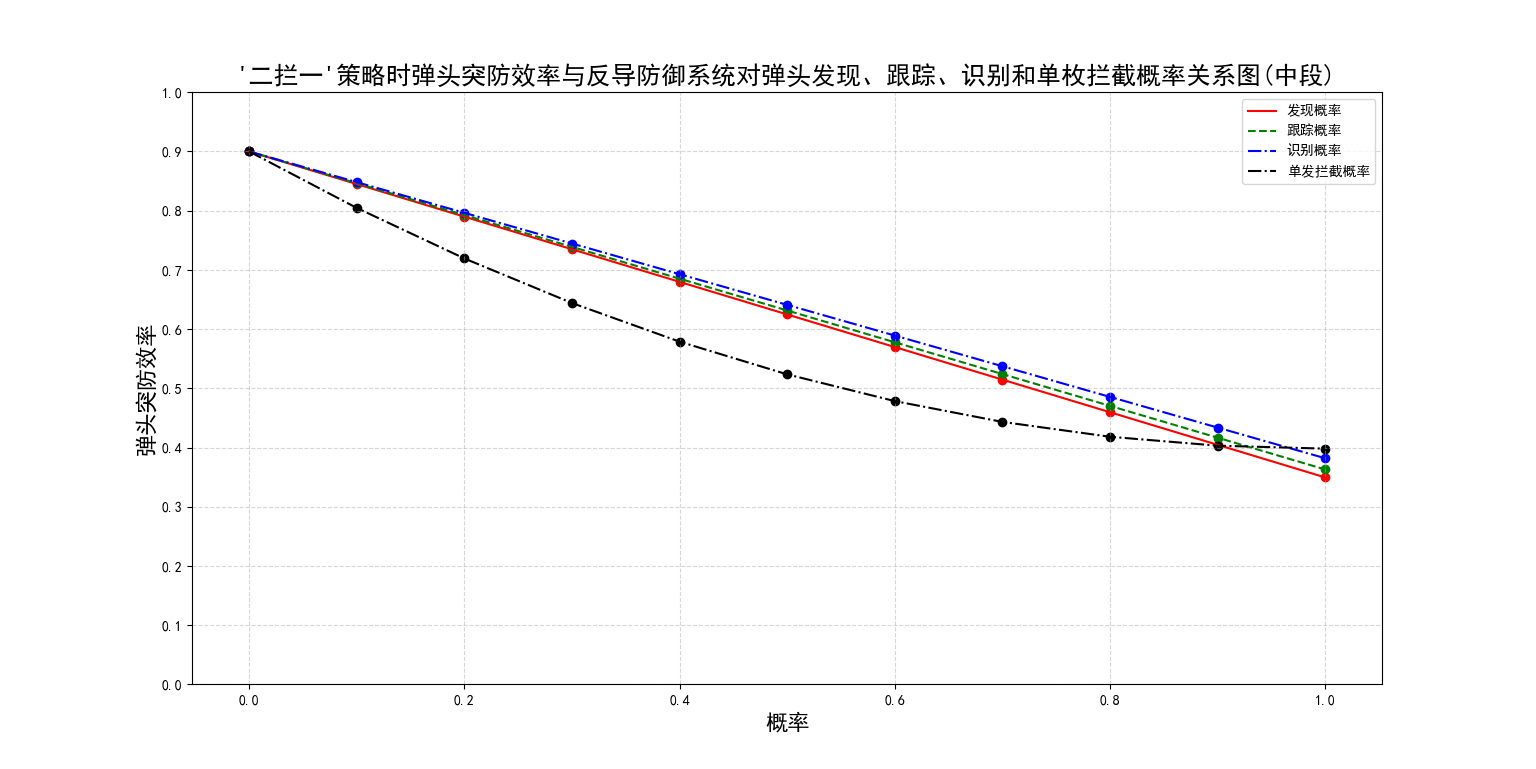 '二拦一'策略时弹头突防效率与反导防御系统对弹头发现、跟踪、识别和单枚拦截概率关系图(中段)
发现概率
跟踪概率
识别概率
单发拦截概率
弹头突防效率
1.0
0.9
0.8
0.7
0.6
0.5
0.4
0.3
0.2
0.1
0.0
0.0 0.2 0.4 0.6 0.8 1.0
概率